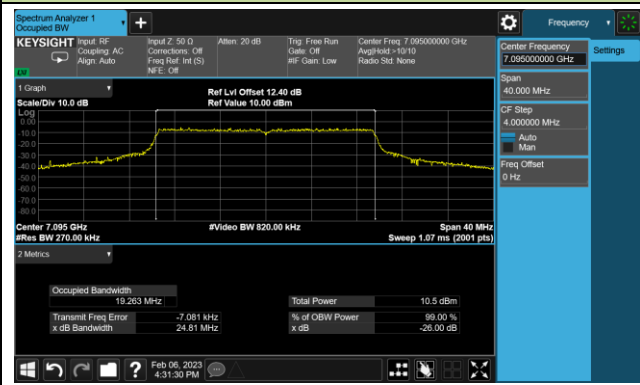 Spectrum Analyzer 1
Occupied BW
Frequency
KEYSIGHT
Input: RF
Coupling: AC
Align: Auto
Input Z: 50 Ω
Corrections: Off
Freq Ref: Int (S)
NFE: Off
Atten: 20 dB
Trig: Free Run
Gate: Off
#IF Gain: Low
Center Freq: 7.095000000 GHz
Avg|Hold:>10/10
Radio Std: None
Center Frequency
7.095000000 GHz
Settings
Span
40.000 MHz
CF Step
4.000000 MHz
Auto
Man
Freq Offset
0 Hz
1 Graph
Scale/Div 10.0 dB
Ref Lvl Offset 12.40 dB
Ref Value 10.00 dBm
Log
0.00
-10.0
-20.0
-30.0
-40.0
-50.0
-60.0
-70.0
-80.0
Center 7.095 GHz
#Res BW 270.00 kHz
#Video BW 820.00 kHz
Span 40 MHz
Sweep 1.07 ms (2001 pts)
2 Metrics
Occupied Bandwidth
19.263 MHz
Total Power 10.5 dBm
Transmit Freq Error -7.081 kHz
% of OBW Power 99.00 %
x dB Bandwidth 24.81 MHz
x dB -26.00 dB
?
Feb 06, 2023
4:31:30 PM